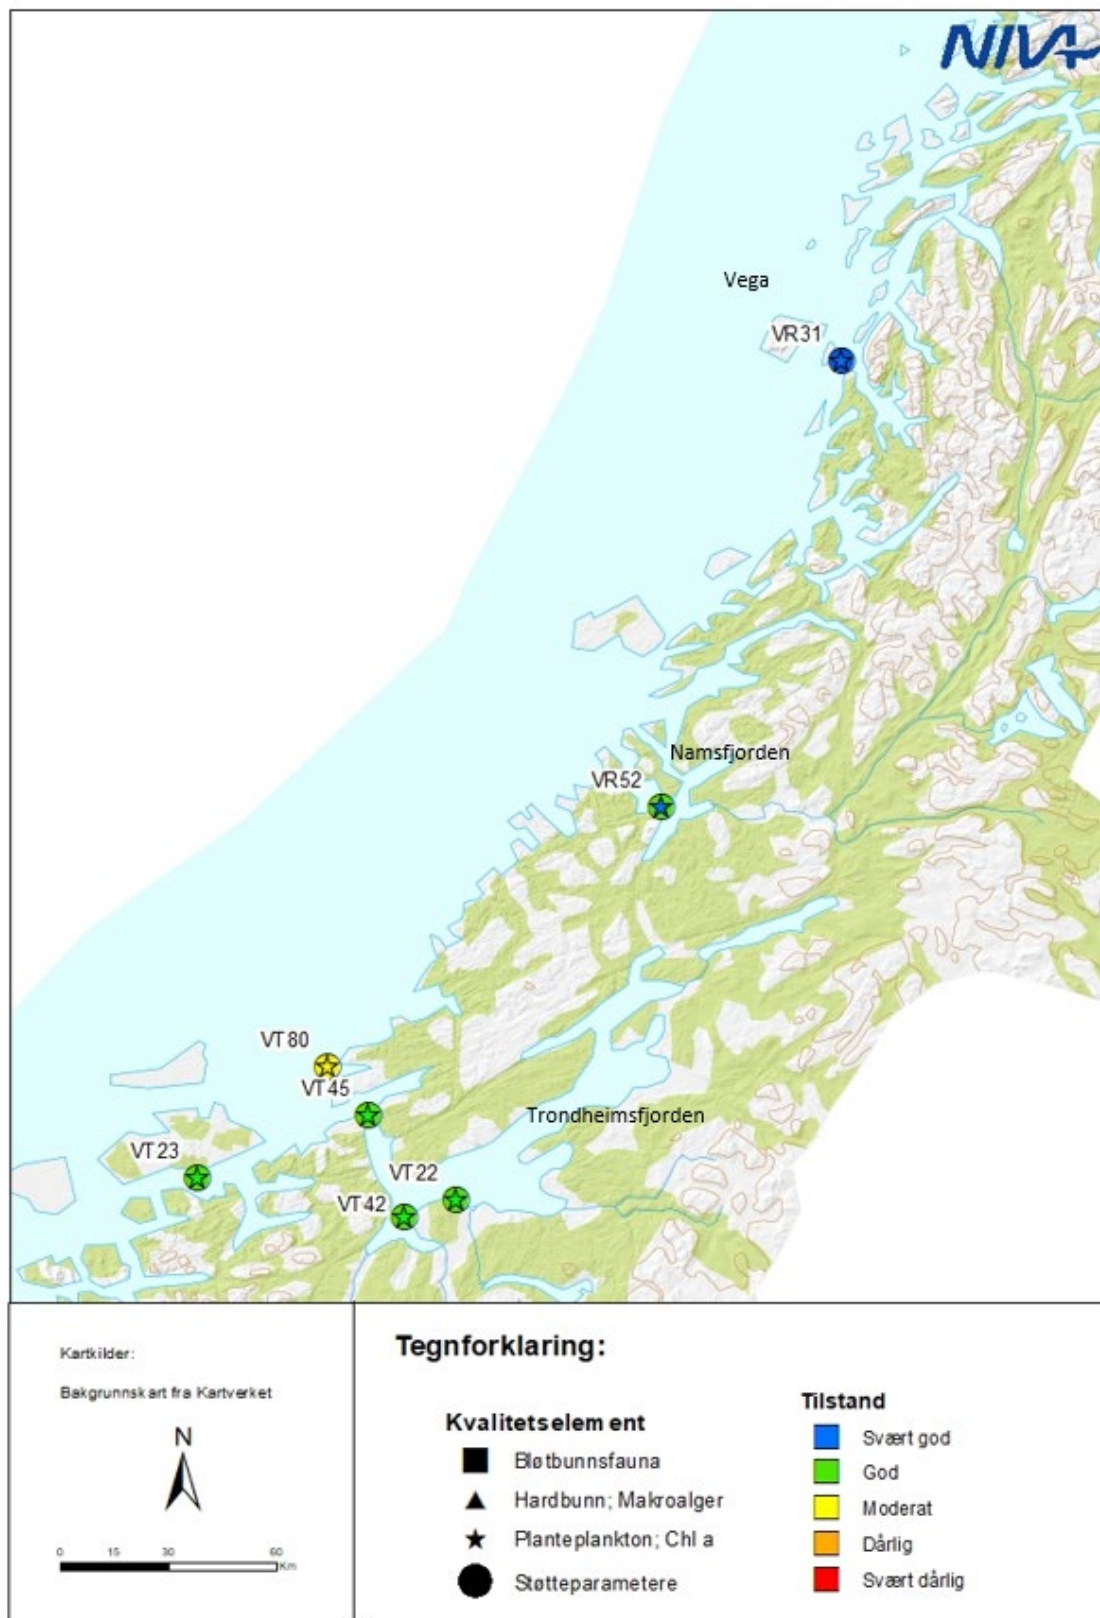 NIVA
Vega
VR31
Namsfjorden
VR52
VT80
VT45
Trondheimsfjorden
VT23
VT22
VT42
Kartkilder:
Bakgrunnskart fra Kartverket
N
0 15 30 60
Km
Tegnforklaring:
Kvalitetselement
Bløtbunnsfauna
Hardbunn; Makroalger
Planteplankton; Chl a
Støtteparametere
Tilstand
Svært god
God
Moderat
Dårlig
Svært dårlig